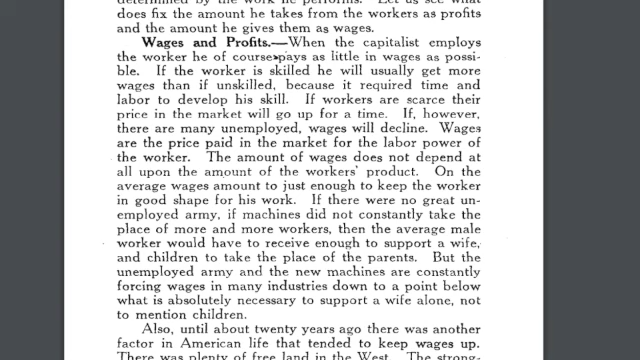 determined by the work he performs. Let us see what
does fix the amount he takes from the workers as profits
and the amount he gives them as wages.
Wages and Profits.—When the capitalist employs
the worker he of course pays as little in wages as possi-
ble. If the worker is skilled he will usually get more
wages than if unskilled, because it required time and
labor to develop his skill. If workers are scarce their
price in the market will go up for a time. If, however,
there are many unemployed, wages will decline. Wages
are the price paid in the market for the labor power of
the worker. The amount of wages does not depend at
all upon the amount of the workers' product. On the
average wages amount to just enough to keep the worker
in good shape for his work. If there were no great un-
employed army, if machines did not constantly take the
place of more and more workers, then the average male
worker would have to receive enough to support a wife,
and children to take the place of the parents. But the
unemployed army and the new machines are constantly
forcing wages in many industries down to a point below
what is absolutely necessary to support a wife alone, not
to mention children.
Also, until about twenty years ago there was another
factor in American life that tended to keep wages up.
There was plenty of free land in the West. The strong-